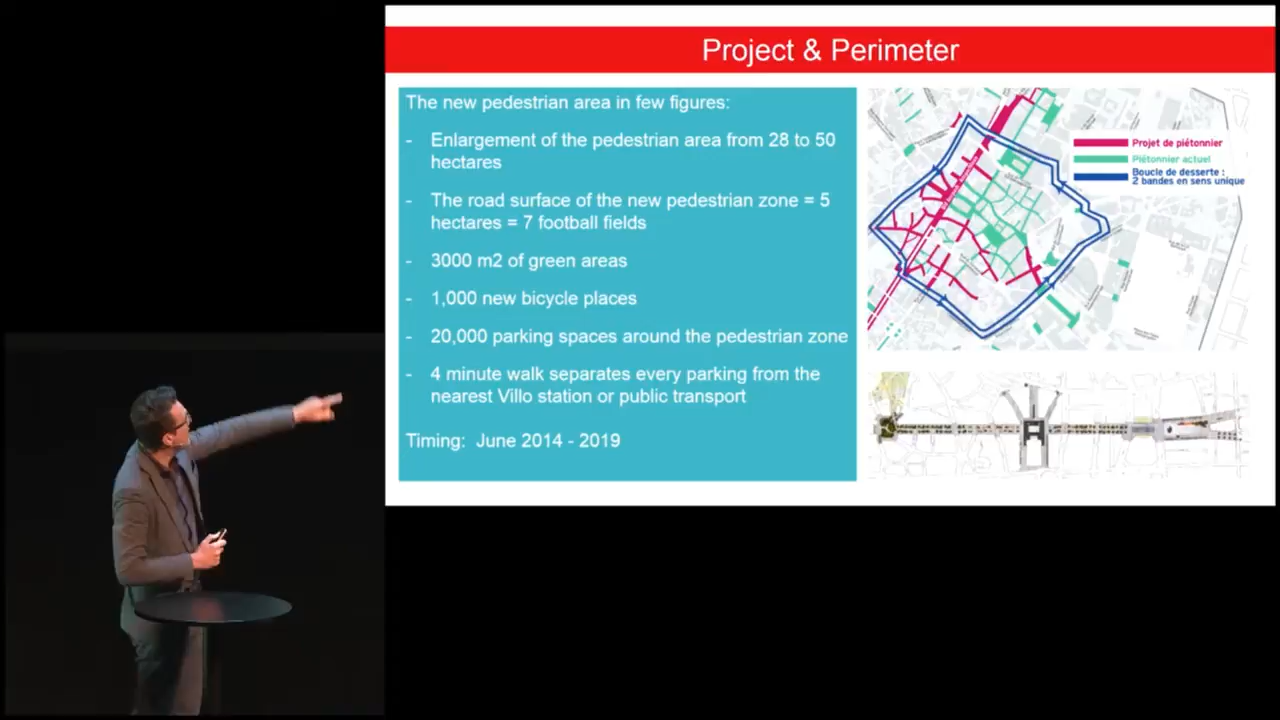 Project & Perimeter
The new pedestrian area in few figures:
- Enlargement of the pedestrian area from 28 to 50
hectares
- The road surface of the new pedestrian zone = 5
hectares = 7 football fields
- 3000 m2 of green areas
- 1,000 new bicycle places
- 20,000 parking spaces around the pedestrian zone
- 4 minute walk separates every parking from the
nearest Villo station or public transport
Timing: June 2014 - 2019
Projet de piétonnier
Piétonnier actuel
Boucle de desserte :
2 bandes en sens unique